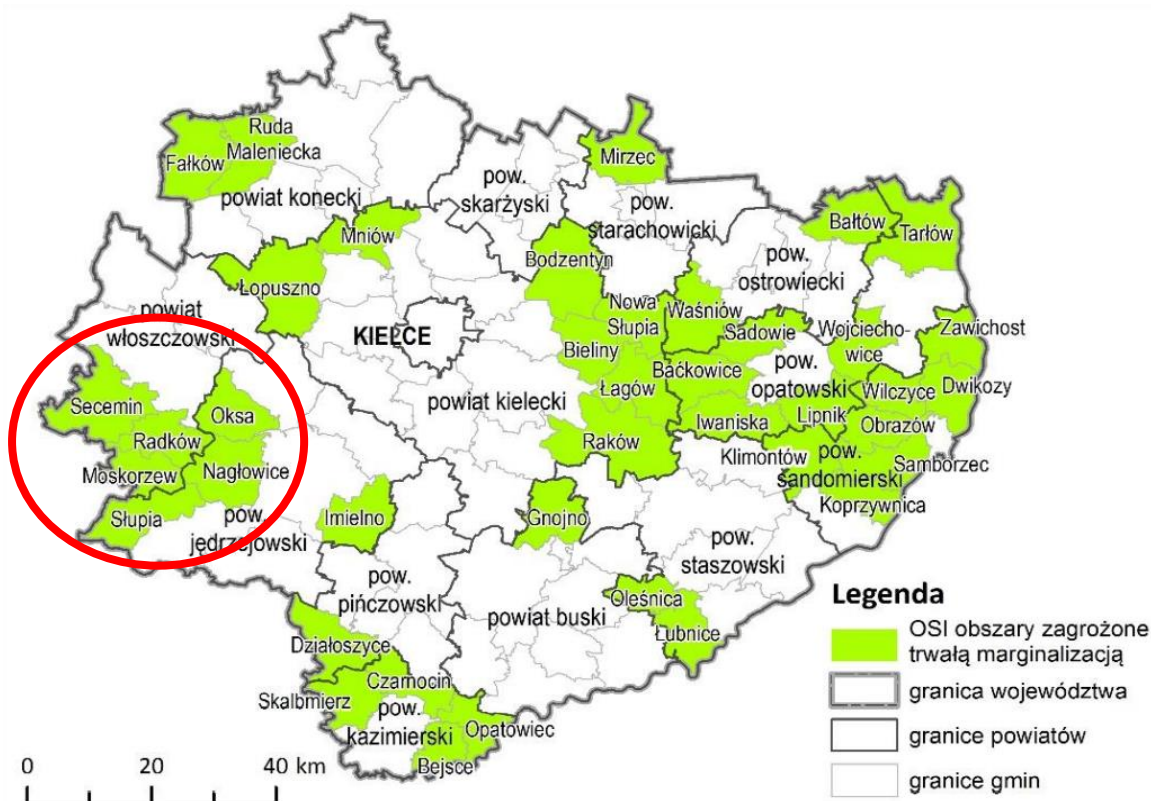 Ruda
Maleniecka
Fałków
powiat konecki
pow.
skarżyski
Mirzec
pow.
starachowicki
Mniów
Bodzentyn
Bałtów
Tarłów
pow.
ostrowiecki
Łopuszno
powiat
włoszczowski
KIELCE
Nowa
Słupia
Waśniów
Sadowie
Wojciecho-
wice
Zawichost
Bieliny
Baćkowice
pow.
opatowski
Wilczyce
Dwikozy
Łagów
powiat kielecki
Iwaniska
Lipnik
Obrazów
Secemin
Oksa
Radków
Raków
Klimontów
pow.
sandomierski
Samborzec
Moskorzew
Nagłowice
Koprzywnica
Słupia
pow.
jędrzejowski
Imielno
Gnojno
pow.
staszowski
pow.
pińczowski
powiat buski
Oleśnica
Łubnice
Działoszyce
Czarnocin
Skalbmierz
pow.
kazimierski
Opatowiec
Bejsce
Legenda
OSI obszary zagrożone
trwałą marginalizacją
granica województwa
granice powiatów
granice gmin
0 20 40 km